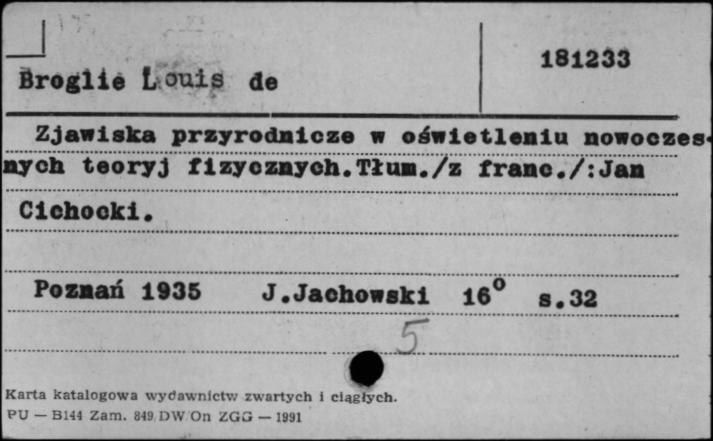 181233
Broglie Louis de
Zjawiska przyrodnicze w oświetleniu nowoczes-
nych teoryj fizycznych.Tłum./z franc./:Jan
Cichocki.
Poznań 1935 J.Jachowski 16° s.32
5
Karta katalogowa wydawnictw zwartych i ciągłych.
PU — B144 Zam. 849 DW On ZGG — 1991